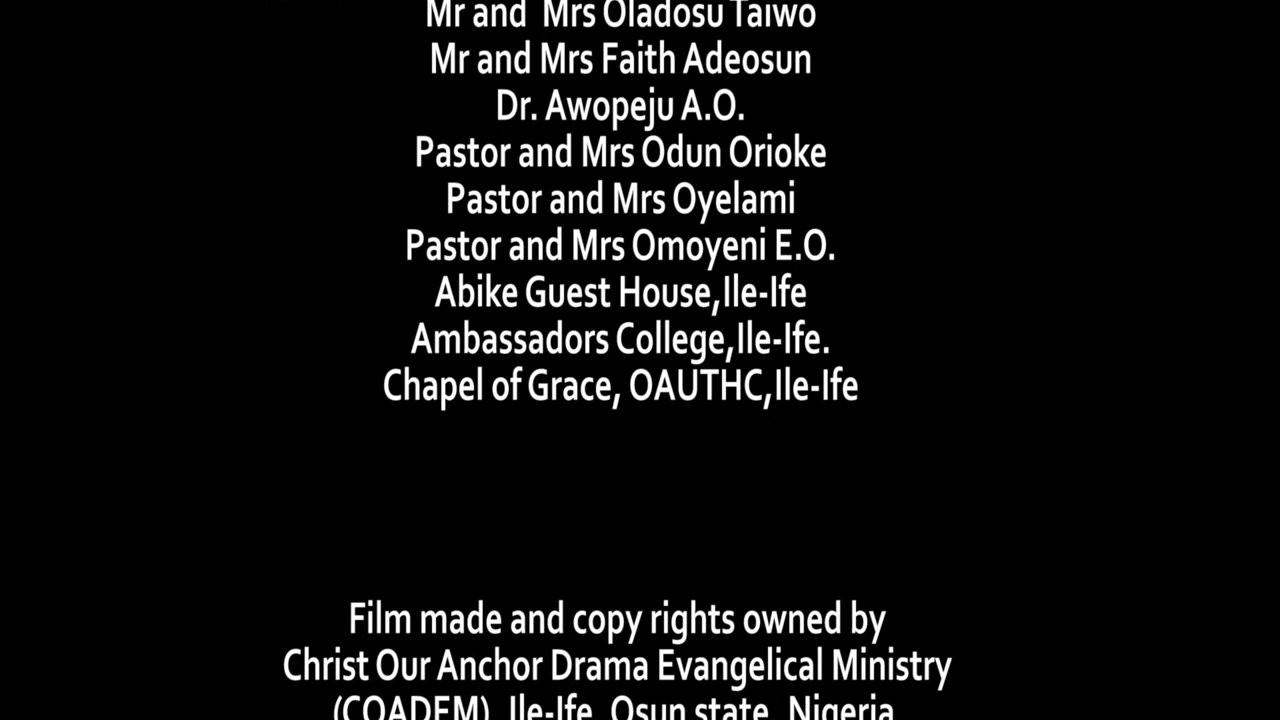 Mr and Mrs Oladosu Taiwo
Mr and Mrs Faith Adeosun
Dr. Awopeju A.O.
Pastor and Mrs Odun Orioke
Pastor and Mrs Oyelami
Pastor and Mrs Omoyeni E.O.
Abike Guest House,Ile-Ife
Ambassadors College,Ile-Ife.
Chapel of Grace, OAUTHC,Ile-Ife
Film made and copy rights owned by
Christ Our Anchor Drama Evangelical Ministry
(COADEM), Ile-Ife, Osun state, Nigeria